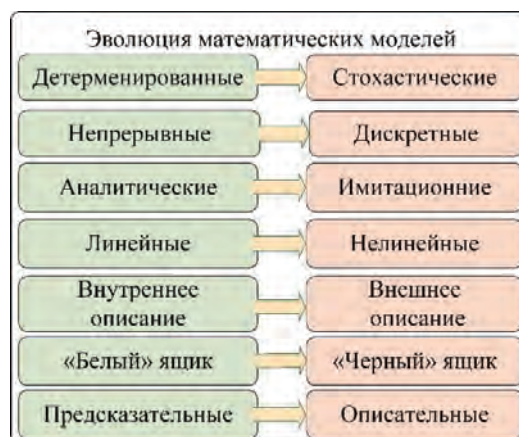 Эволюция математических моделей
Детерменированные
Стохастические
Непрерывные
Дискретные
Аналитические
Имитационние
Линейные
Нелинейные
Внутреннее
описание
Внешнее
описание
«Белый» ящик
«Черный» ящик
Предсказательные
Описательные